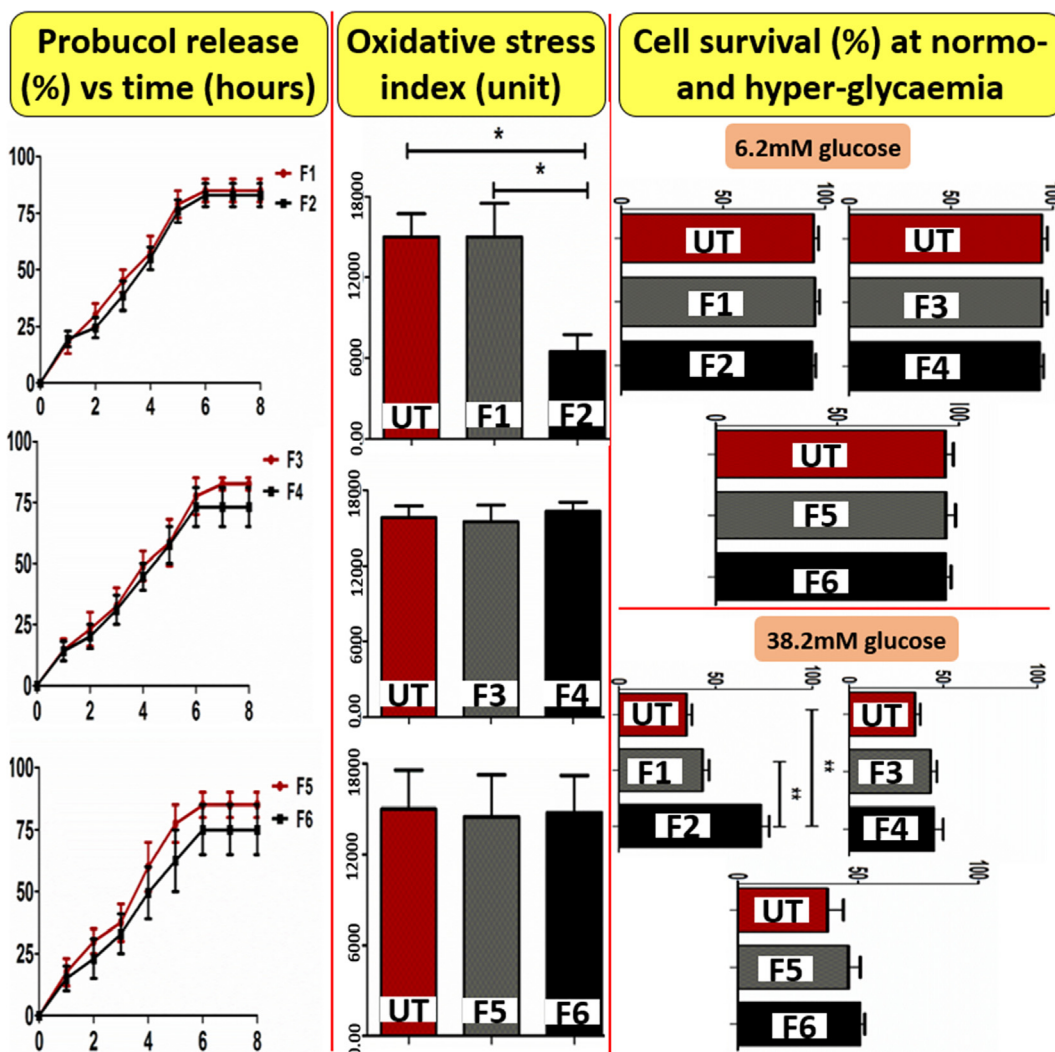 Probucol release
(%) vs time (hours)
Oxidative stress
index (unit)
Cell survival (%) at normo-
and hyper-glycaemia
100
75
50
25
0
0 2 4 6 8
F1
F2
100
75
50
25
0
0 2 4 6 8
F3
F4
100
75
50
25
0
0 2 4 6 8
F5
F6
*
*
18000
12000
6000
0.00
UT F1 F2
18000
12000
6000
0.00
UT F3 F4
18000
12000
6000
0.00
UT F5 F6
6.2mM glucose
0 50 100
UT
F1
F2
0 50 100
UT
F3
F4
0 50 100
UT
F5
F6
38.2mM glucose
0 50 100
UT
F1
F2
**
**
0 50 100
UT
F3
F4
0 50 100
UT
F5
F6